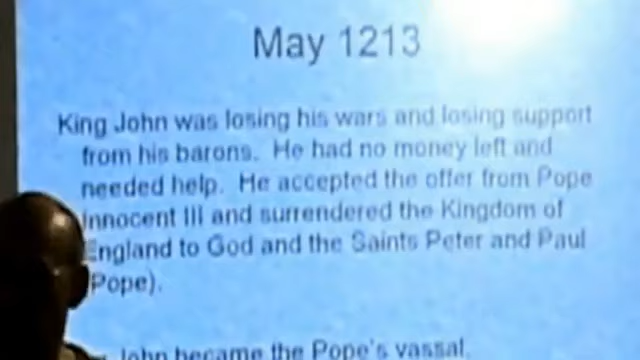 May 1213
King John was losing his wars and losing support
from his barons. He had no money left and
needed help. He accepted the offer from Pope
Innocent III and surrendered the Kingdom of
England to God and the Saints Peter and Paul
(Pope).
John became the Pope's vassal.